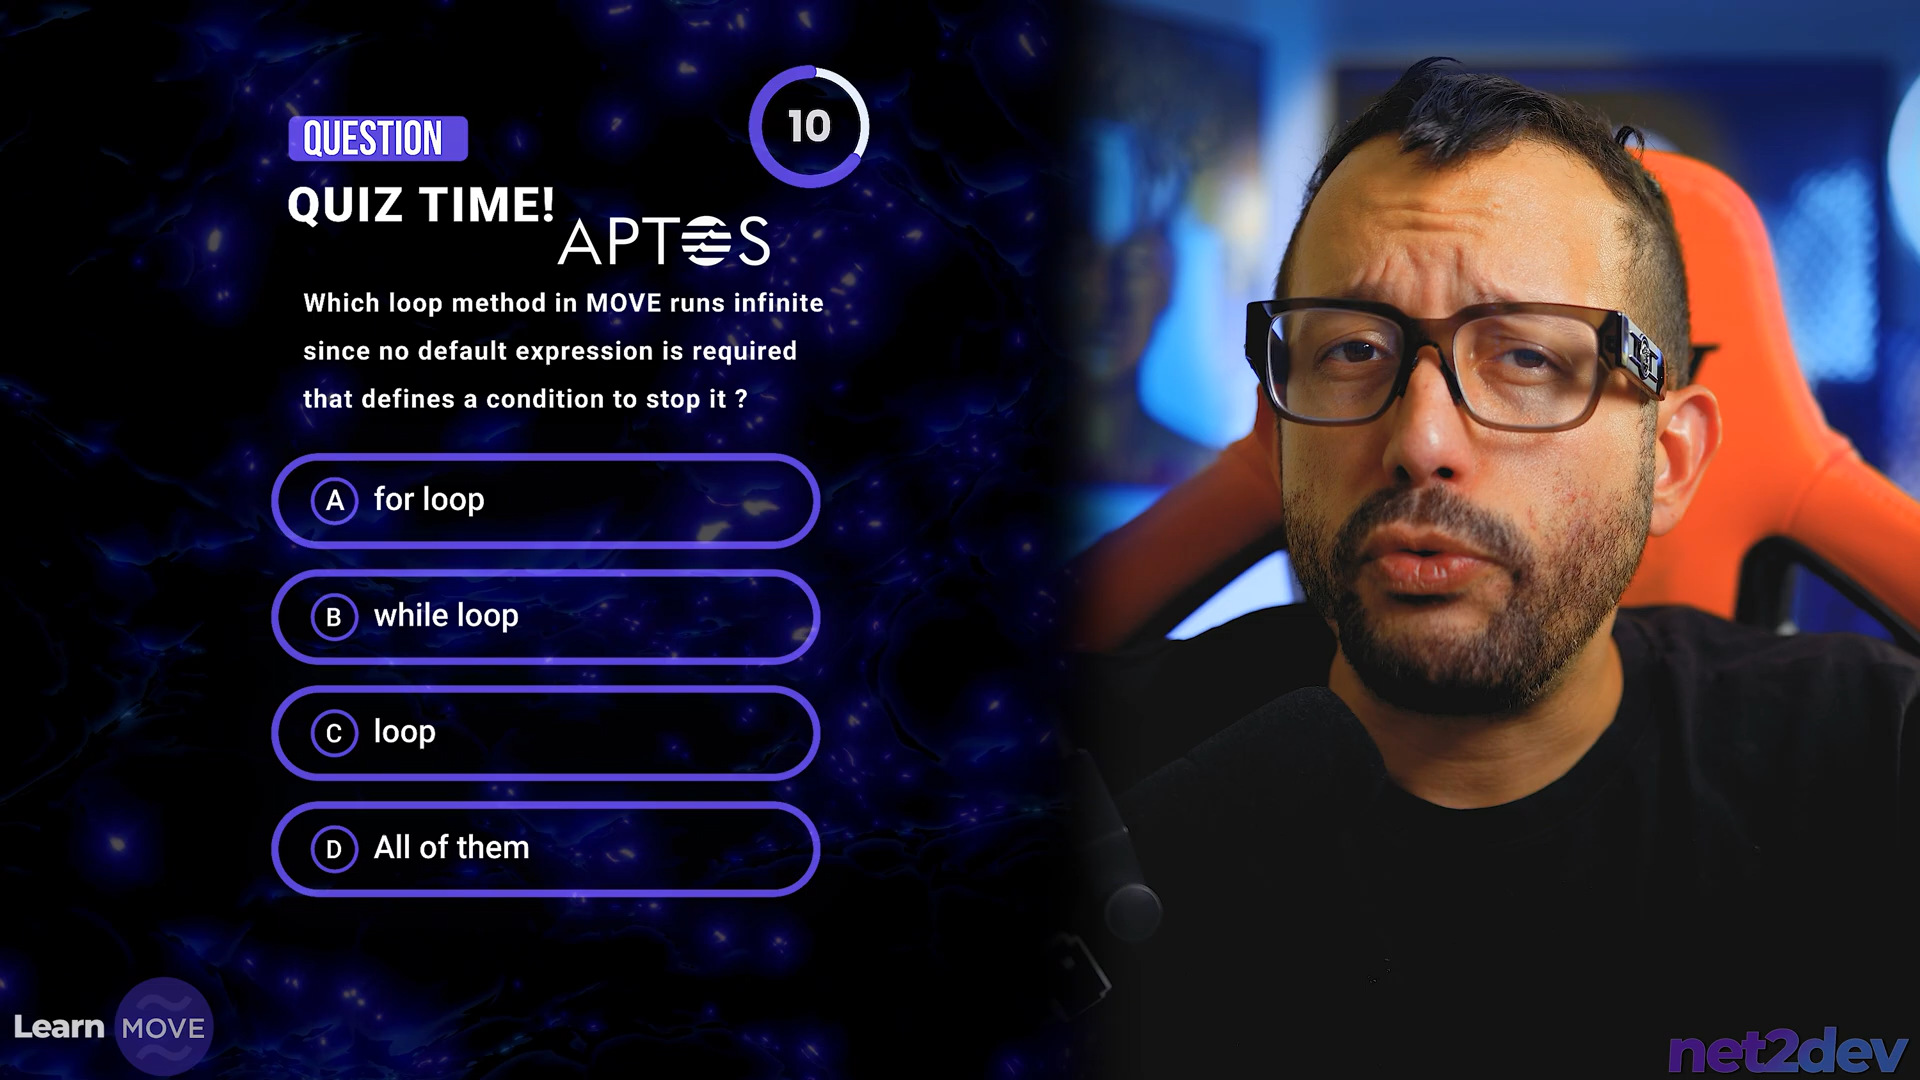 QUESTION
10
QUIZ TIME!
APTOS
Which loop method in MOVE runs infinite
since no default expression is required
that defines a condition to stop it ?
A for loop
B while loop
C loop
D All of them
Learn MOVE
net2dev